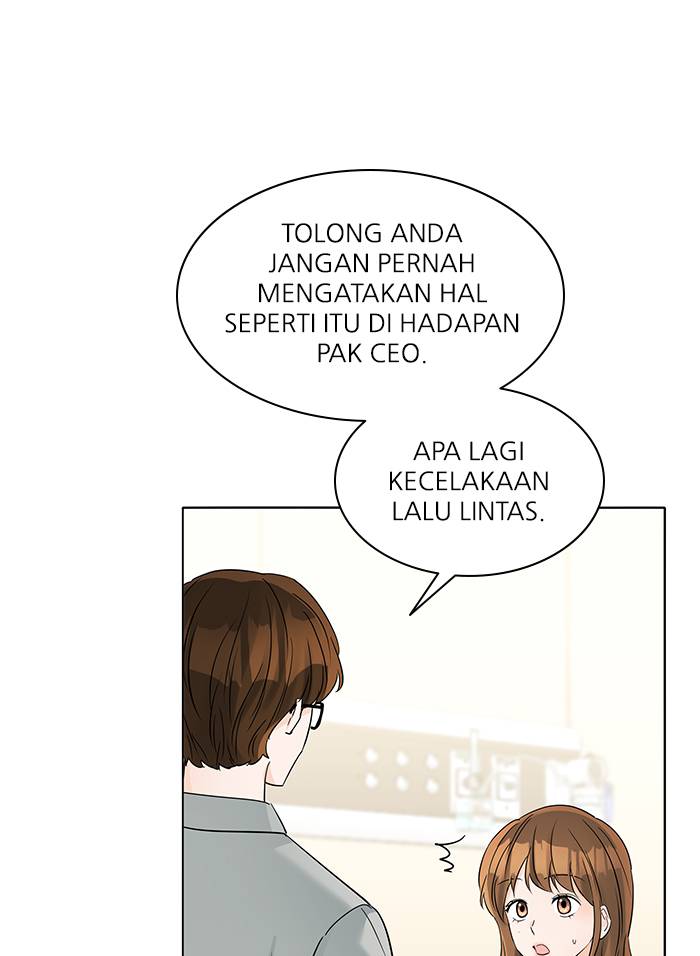 TOLONG ANDA
JANGAN PERNAH
MENGATAKAN HAL
SEPERTI ITU DI HADAPAN
PAK CEO.
APA LAGI
KECELAKAAN
LALU LINTAS.